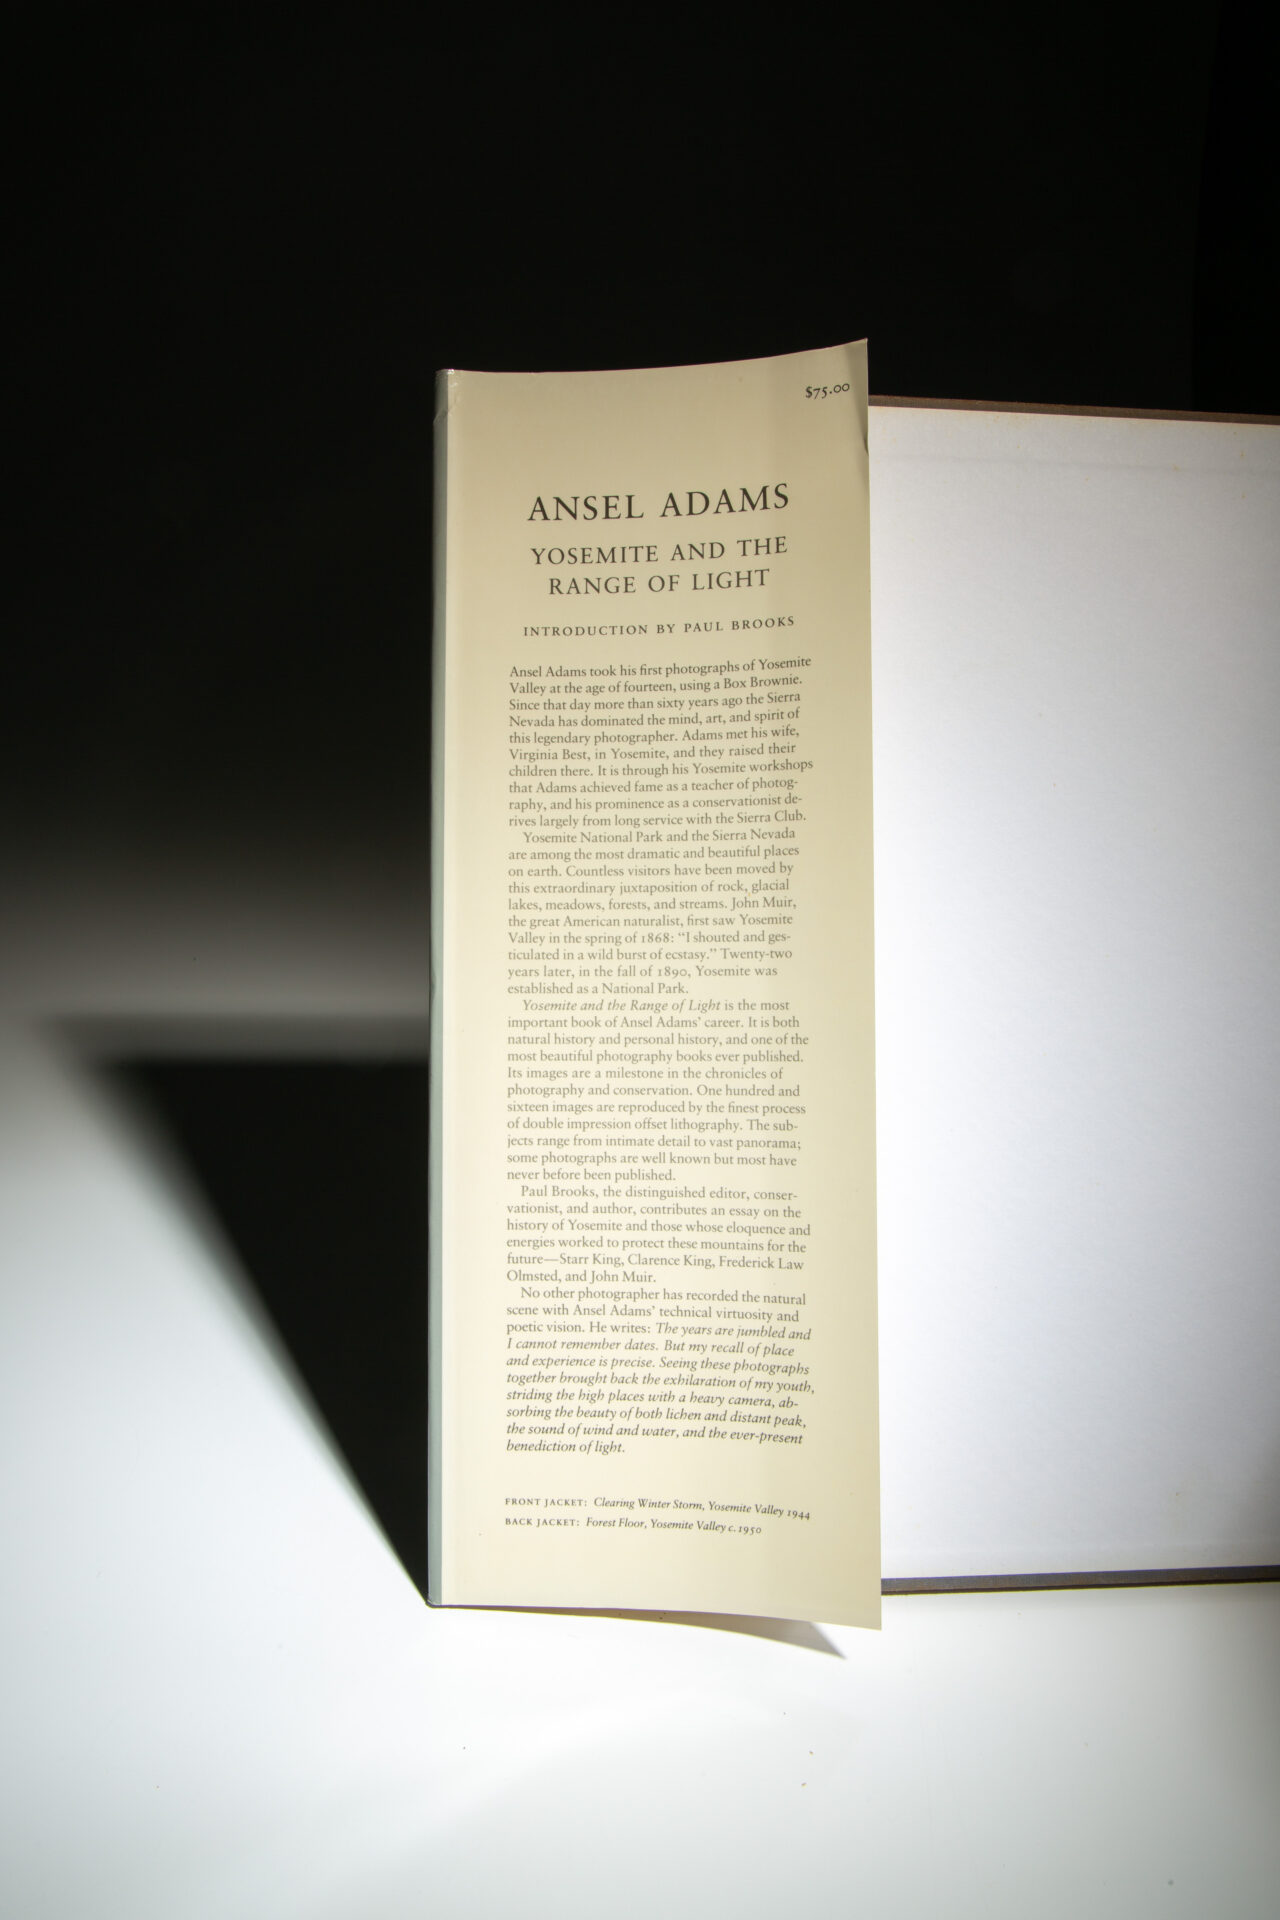 $75.00
ANSEL ADAMS
YOSEMITE AND THE
RANGE OF LIGHT
INTRODUCTION BY PAUL BROOKS
Ansel Adams took his first photographs of Yosemite
Valley at the age of fourteen, using a Box Brownie.
Since that day more than sixty years ago the Sierra
Nevada has dominated the mind, art, and spirit of
this legendary photographer. Adams met his wife,
Virginia Best, in Yosemite, and they raised their
children there. It is through his Yosemite workshops
that Adams achieved fame as a teacher of photog-
raphy, and his prominence as a conservationist de-
rives largely from long service with the Sierra Club.
Yosemite National Park and the Sierra Nevada
are among the most dramatic and beautiful places
on earth. Countless visitors have been moved by
this extraordinary juxtaposition of rock, glacial
lakes, meadows, forests, and streams. John Muir,
the great American naturalist, first saw Yosemite
Valley in the spring of 1868: “I shouted and ges-
ticulated in a wild burst of ecstasy.” Twenty-two
years later, in the fall of 1890, Yosemite was
established as a National Park.
Yosemite and the Range of Light is the most
important book of Ansel Adams’ career. It is both
natural history and personal history, and one of the
most beautiful photography books ever published.
Its images are a milestone in the chronicles of
photography and conservation. One hundred and
sixteen images are reproduced by the finest process
of double impression offset lithography. The sub-
jects range from intimate detail to vast panorama;
some photographs are well known but most have
never before been published.
Paul Brooks, the distinguished editor, conser-
vationist, and author, contributes an essay on the
history of Yosemite and those whose eloquence and
energies worked to protect these mountains for the
future—Starr King, Clarence King, Frederick Law
Olmsted, and John Muir.
No other photographer has recorded the natural
scene with Ansel Adams’ technical virtuosity and
poetic vision. He writes: The years are jumbled and
I cannot remember dates. But my recall of place
and experience is precise. Seeing these photographs
together brought back the exhilaration of my youth,
striding the high places with a heavy camera, ab-
sorbing the beauty of both lichen and distant peak,
the sound of wind and water, and the ever-present
benediction of light.
FRONT JACKET: Clearing Winter Storm, Yosemite Valley 1944
BACK JACKET: Forest Floor, Yosemite Valley c. 1950